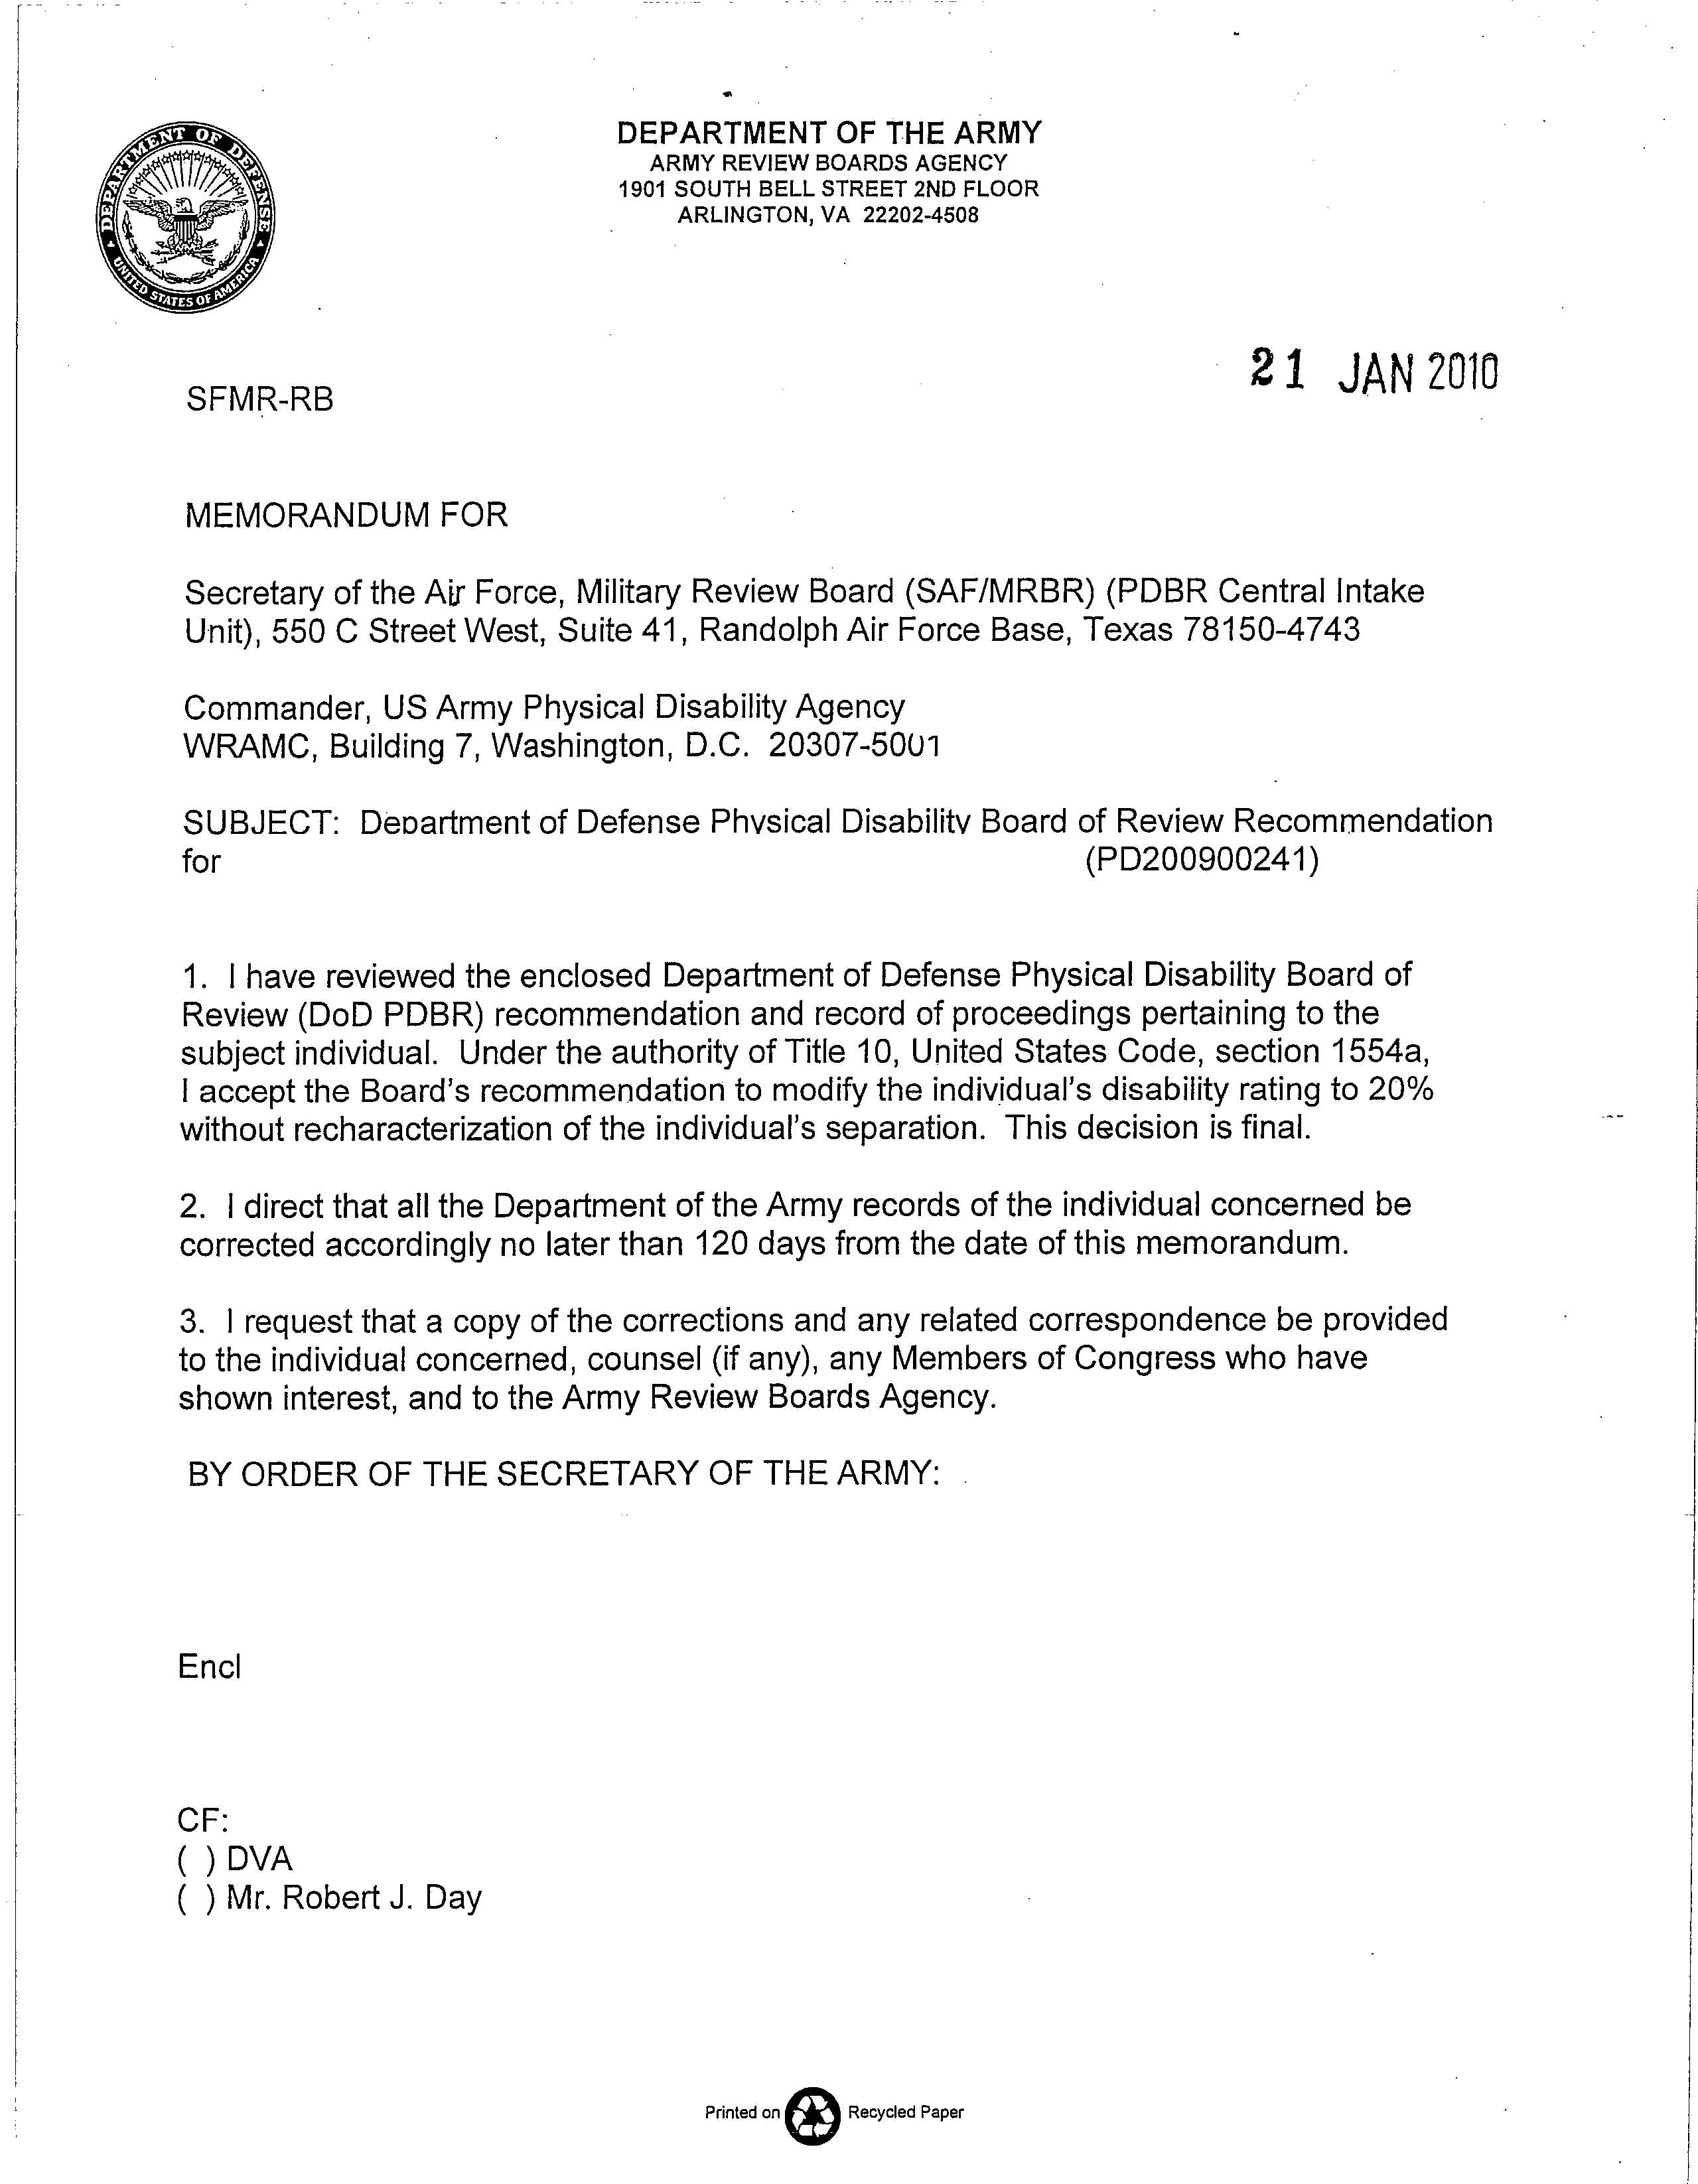 DEPARTMENT OF DEFENSE
UNITED STATES OF AMERICA
DEPARTMENT OF THE ARMY
ARMY REVIEW BOARDS AGENCY
1901 SOUTH BELL STREET 2ND FLOOR
ARLINGTON, VA 22202-4508
21 JAN 2010
SFMR-RB
MEMORANDUM FOR
Secretary of the Air Force, Military Review Board (SAF/MRBR) (PDBR Central Intake
Unit), 550 C Street West, Suite 41, Randolph Air Force Base, Texas 78150-4743
Commander, US Army Physical Disability Agency
WRAMC, Building 7, Washington, D.C. 20307-5001
SUBJECT: Department of Defense Physical Disability Board of Review Recommendation
for (PD200900241)
1. I have reviewed the enclosed Department of Defense Physical Disability Board of
Review (DoD PDBR) recommendation and record of proceedings pertaining to the
subject individual. Under the authority of Title 10, United States Code, section 1554a,
I accept the Board's recommendation to modify the individual's disability rating to 20%
without recharacterization of the individual's separation. This decision is final.
2. I direct that all the Department of the Army records of the individual concerned be
corrected accordingly no later than 120 days from the date of this memorandum.
3. I request that a copy of the corrections and any related correspondence be provided
to the individual concerned, counsel (if any), any Members of Congress who have
shown interest, and to the Army Review Boards Agency.
BY ORDER OF THE SECRETARY OF THE ARMY:
Encl
CF:
( ) DVA
( ) Mr. Robert J. Day
Printed on Recycled Paper